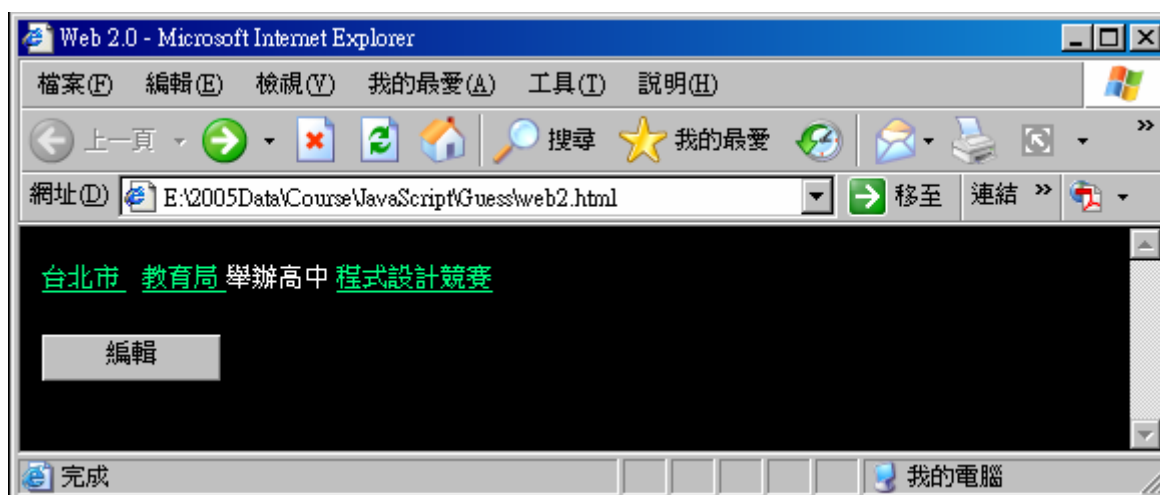 Web 2.0 - Microsoft Internet Explorer
檔案(F) 編輯(E) 檢視(V) 我的最愛(A) 工具(T) 說明(H)
上一頁 搜尋 我的最愛 »
網址(D) E:\2005Data\Course\JavaScript\Guess\web2.html 移至 連結 »
台北市 教育局 舉辦高中 程式設計競賽
編輯
完成 我的電腦